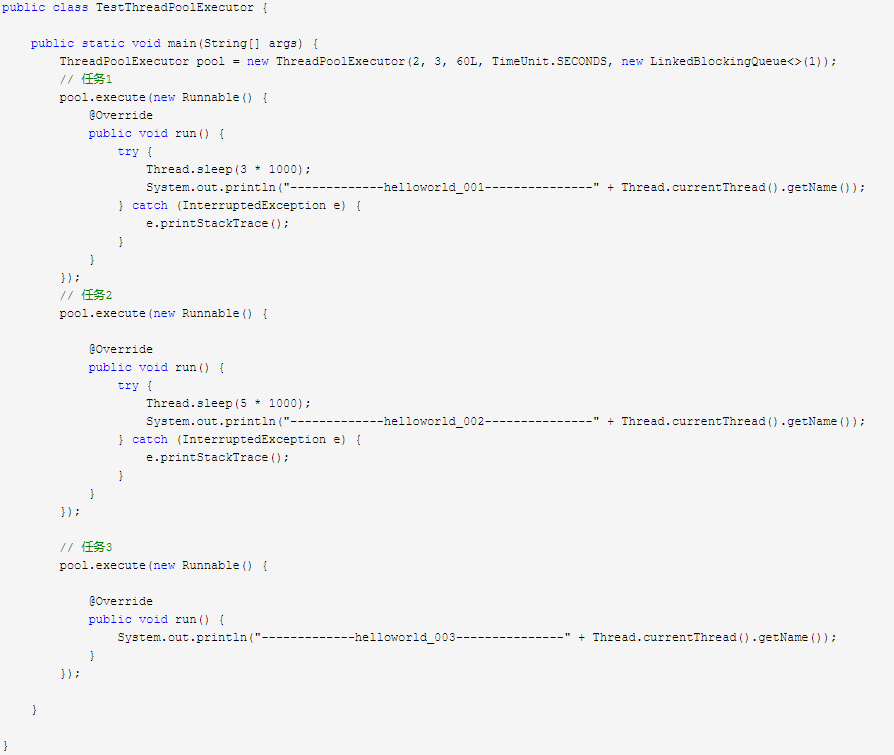 public class TestThreadPoolExecutor {
public static void main(String[] args) {
ThreadPoolExecutor pool = new ThreadPoolExecutor(2, 3, 60L, TimeUnit.SECONDS, new LinkedBlockingQueue<>(1));
// 任务1
pool.execute(new Runnable() {
@Override
public void run() {
try {
Thread.sleep(3 * 1000);
System.out.println("-------------helloworld_001---------------" + Thread.currentThread().getName());
} catch (InterruptedException e) {
e.printStackTrace();
}
}
});
// 任务2
pool.execute(new Runnable() {
@Override
public void run() {
try {
Thread.sleep(5 * 1000);
System.out.println("-------------helloworld_002---------------" + Thread.currentThread().getName());
} catch (InterruptedException e) {
e.printStackTrace();
}
}
});
// 任务3
pool.execute(new Runnable() {
@Override
public void run() {
System.out.println("-------------helloworld_003---------------" + Thread.currentThread().getName());
}
});
}
}